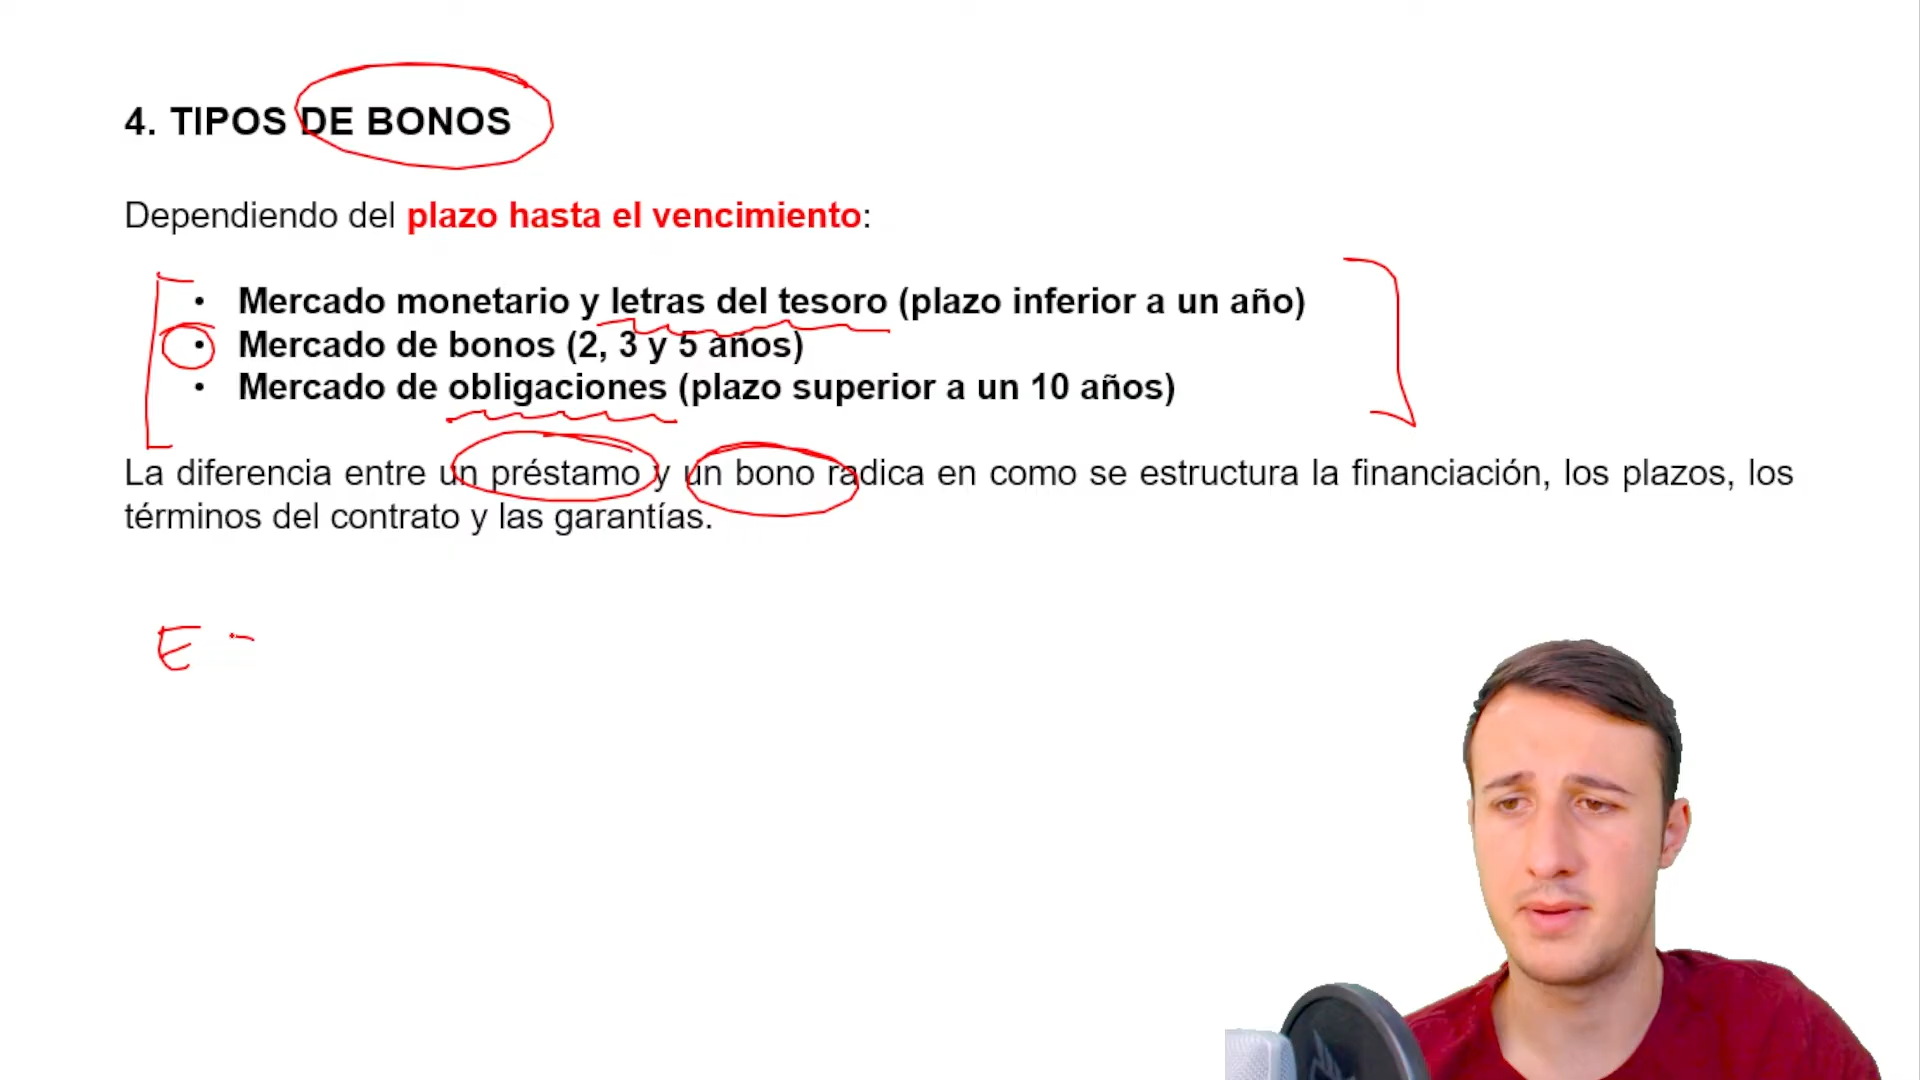 4. TIPOS DE BONOS
Dependiendo del plazo hasta el vencimiento:
• Mercado monetario y letras del tesoro (plazo inferior a un año)
• Mercado de bonos (2, 3 y 5 años)
• Mercado de obligaciones (plazo superior a un 10 años)
La diferencia entre un préstamo y un bono radica en como se estructura la financiación, los plazos, los
términos del contrato y las garantías.
E -